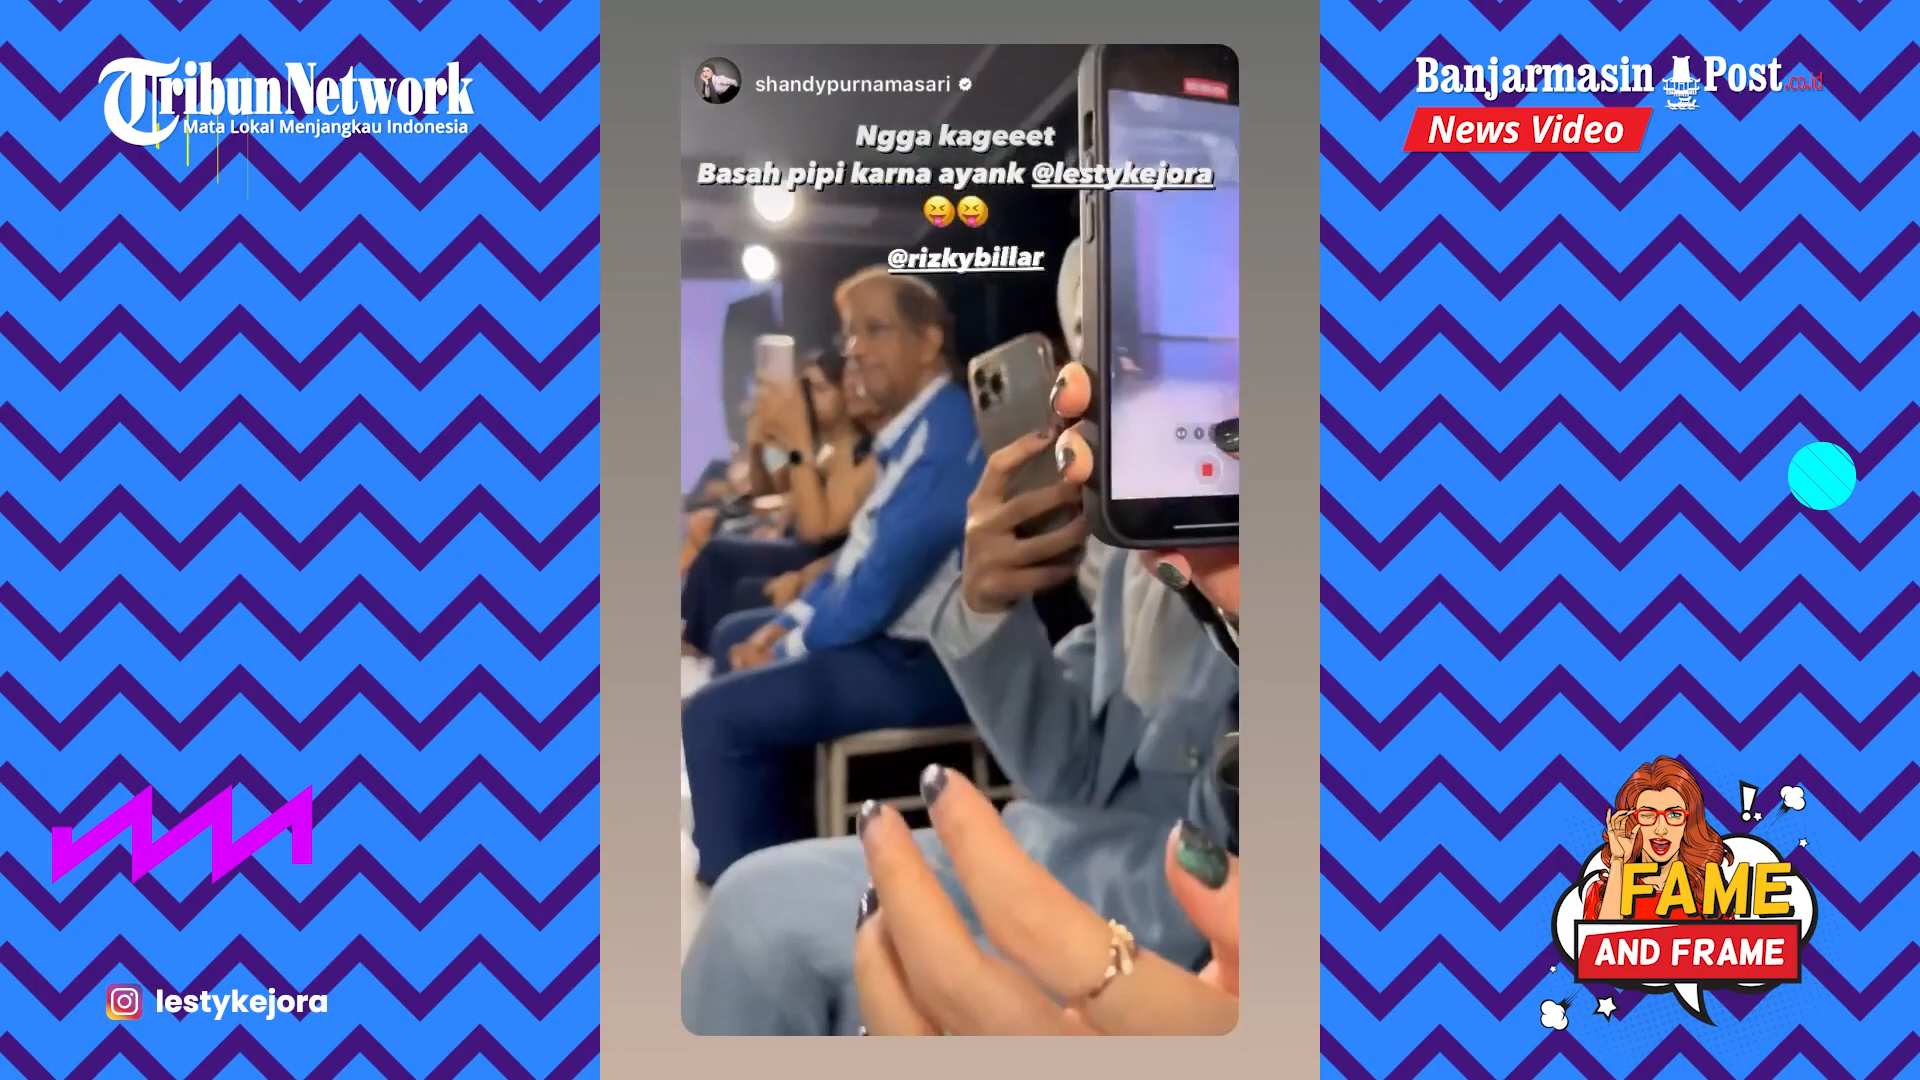 TribunNetwork
Mata Lokal Menjangkau Indonesia
Banjarmasin Post.co.id
News Video
shandypurnamasari
Ngga kageeet
Basah pipi karna ayank @lestykejora
😝😝
@rizkybillar
FAME
AND FRAME
lestykejora